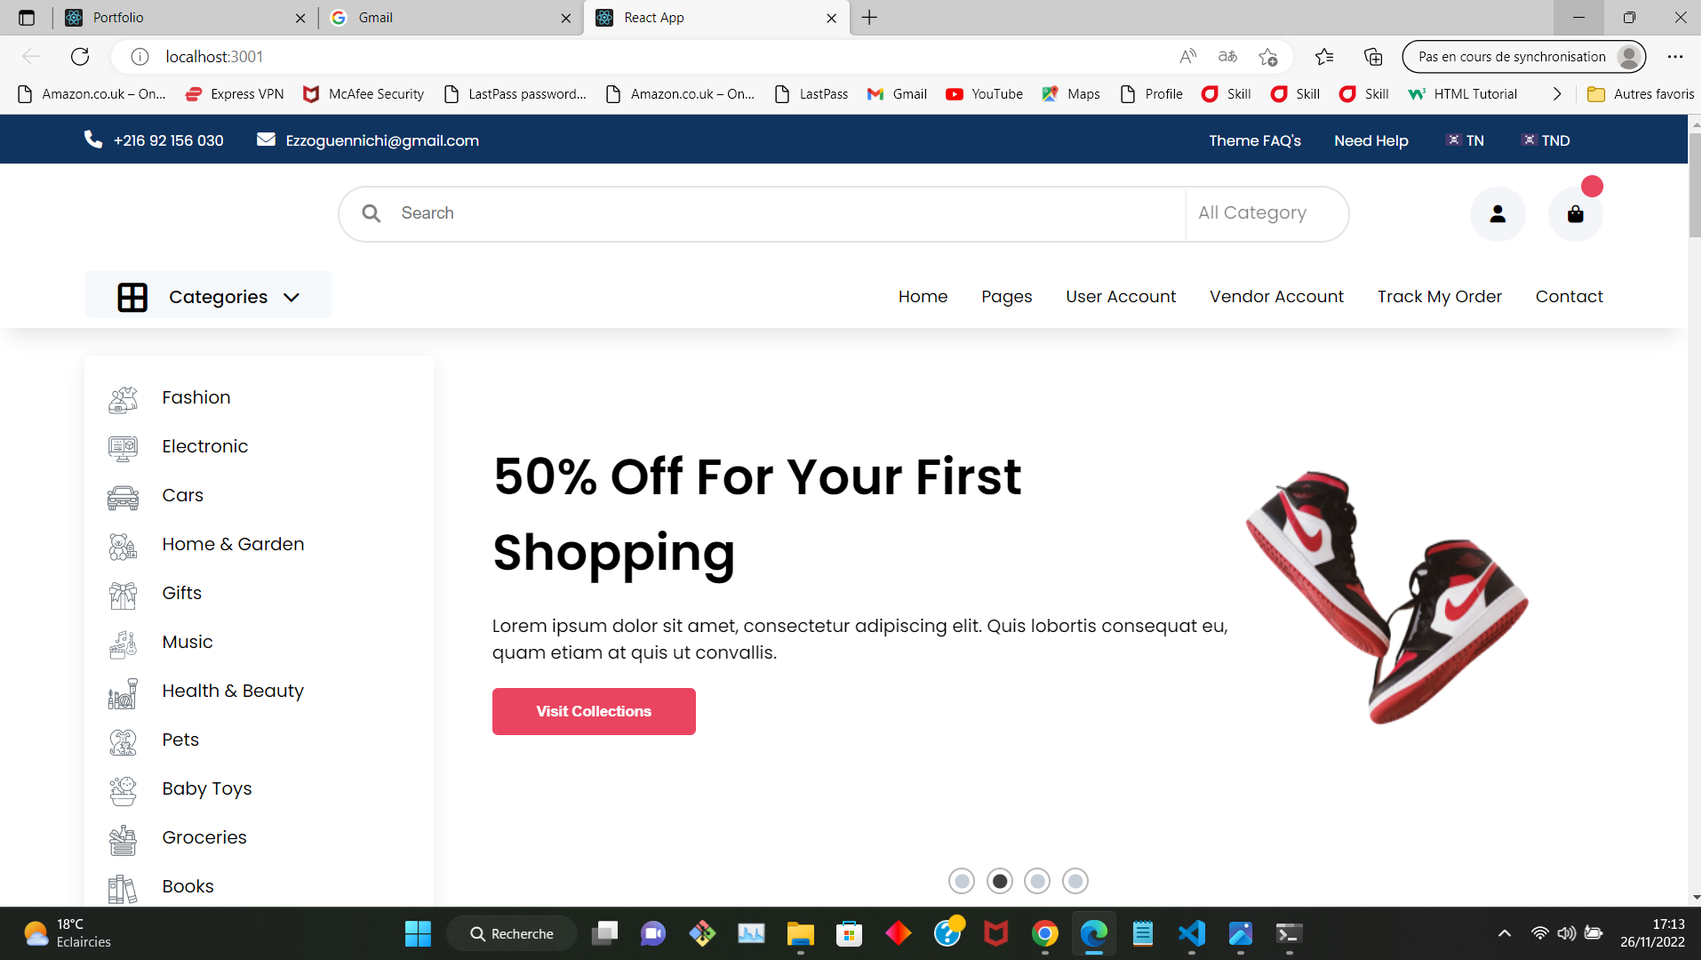 Portfolio
Gmail
React App
localhost:3001
Pas en cours de synchronisation
Amazon.co.uk – On...
Express VPN
McAfee Security
LastPass password...
Amazon.co.uk – On...
LastPass
Gmail
YouTube
Maps
Profile
Skill
Skill
Skill
HTML Tutorial
Autres favoris
+216 92 156 030
Ezzoguennichi@gmail.com
Theme FAQ's
Need Help
TN
TND
Search
All Category
Categories
Home
Pages
User Account
Vendor Account
Track My Order
Contact
Fashion
Electronic
Cars
Home & Garden
Gifts
Music
Health & Beauty
Pets
Baby Toys
Groceries
Books
50% Off For Your First
Shopping
Lorem ipsum dolor sit amet, consectetur adipiscing elit. Quis lobortis consequat eu,
quam etiam at quis ut convallis.
Visit Collections
18°C
Eclaircies
Recherche
17:13
26/11/2022